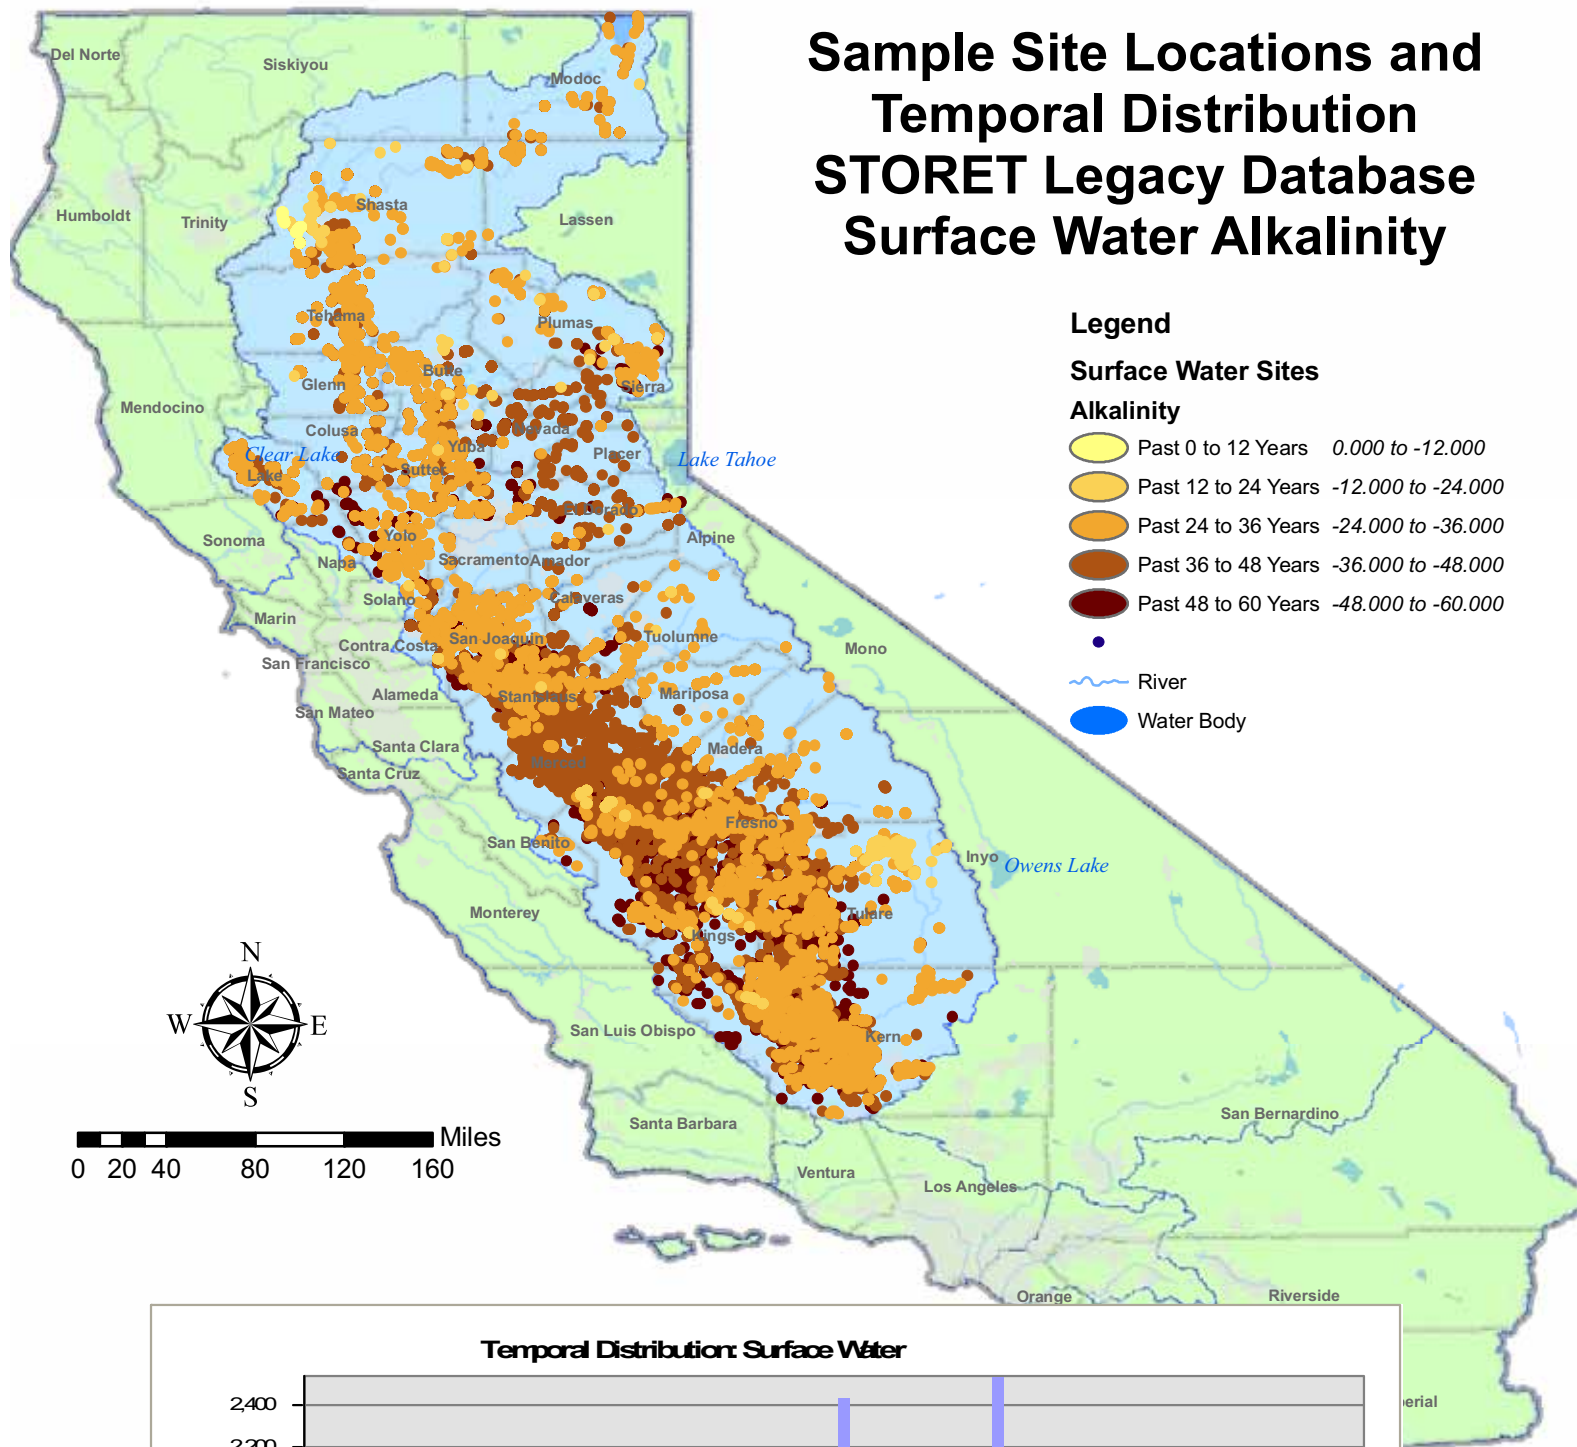 Sample Site Locations and
Temporal Distribution
STORET Legacy Database
Surface Water Alkalinity
Legend
Surface Water Sites
Alkalinity
Past 0 to 12 Years 0.000 to -12.000
Past 12 to 24 Years -12.000 to -24.000
Past 24 to 36 Years -24.000 to -36.000
Past 36 to 48 Years -36.000 to -48.000
Past 48 to 60 Years -48.000 to -60.000
River
Water Body
Del Norte
Siskiyou
Modoc
Humboldt
Trinity
Shasta
Lassen
Tehama
Plumas
Glenn
Butte
Sierra
Mendocino
Colusa
Nevada
Yuba
Placer
Clear Lake
Lake Tahoe
Lake
Sutter
El Dorado
Sonoma
Yolo
Alpine
Napa
Sacramento
Amador
Solano
Calaveras
Marin
Contra Costa
San Joaquin
Tuolumne
Mono
San Francisco
Alameda
Stanislaus
Mariposa
San Mateo
Santa Clara
Madera
Merced
Santa Cruz
Fresno
San Benito
Inyo
Owens Lake
Monterey
Tulare
Kings
San Luis Obispo
Kern
N
W
E
S
Miles
0 20 40 80 120 160
Santa Barbara
San Bernardino
Ventura
Los Angeles
Orange
Riverside
erial
Temporal Distribution: Surface Water
2,400
2,200